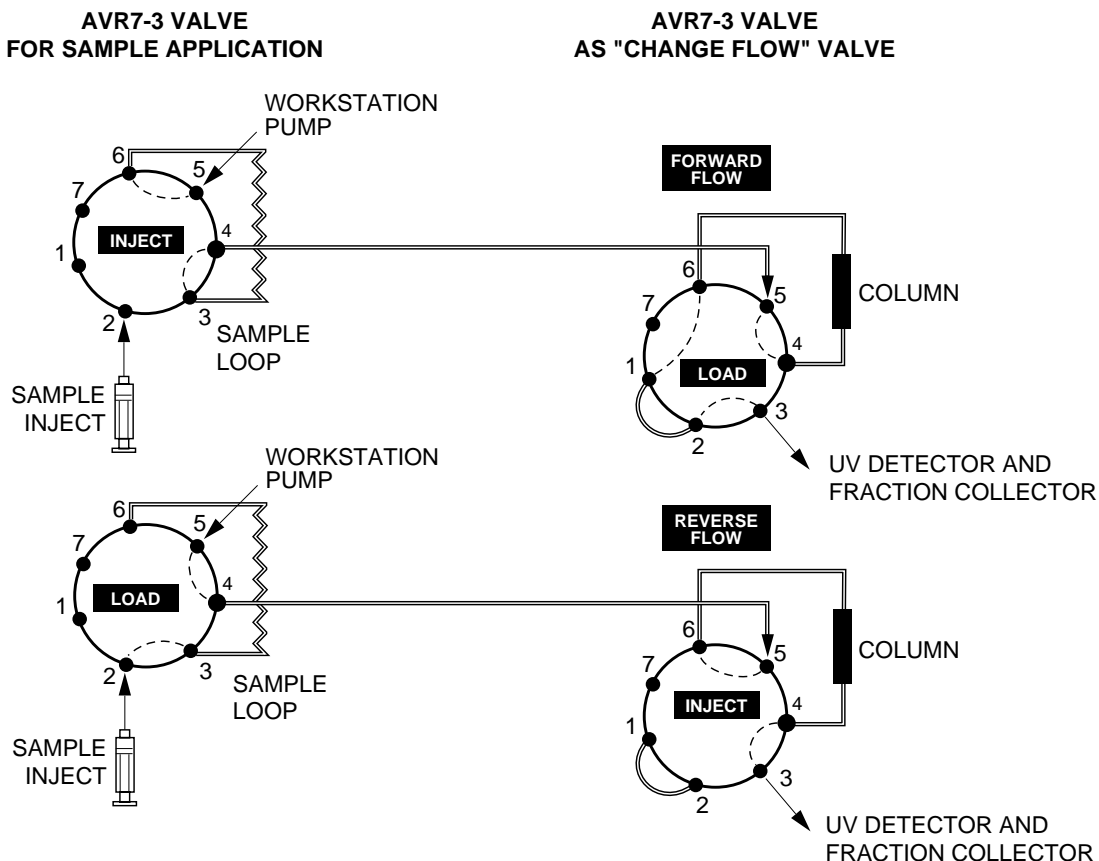 AVR7-3 VALVE
FOR SAMPLE APPLICATION
AVR7-3 VALVE
AS "CHANGE FLOW" VALVE
WORKSTATION
PUMP
6
5
7
INJECT
4
1
2
3
SAMPLE
LOOP
SAMPLE
INJECT
FORWARD
FLOW
6
5
7
COLUMN
4
1
LOAD
3
2
UV DETECTOR AND
FRACTION COLLECTOR
WORKSTATION
PUMP
6
5
7
4
LOAD
1
2
3
SAMPLE
LOOP
SAMPLE
INJECT
REVERSE
FLOW
6
5
7
COLUMN
4
INJECT
1
3
2
UV DETECTOR AND
FRACTION COLLECTOR